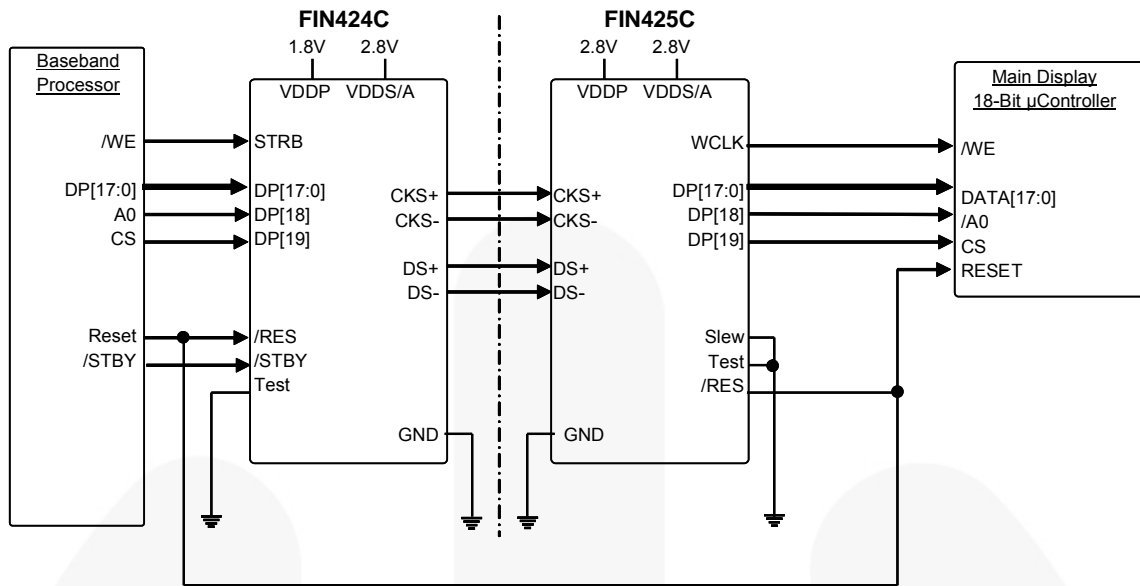 FIN424C
FIN425C
1.8V 2.8V
2.8V 2.8V
Baseband
Processor
VDDP VDDS/A
VDDP VDDS/A
Main Display
18-Bit µController
/WE
STRB
WCLK
/WE
DP[17:0]
DP[17:0]
CKS+
CKS+
DP[17:0]
DATA[17:0]
A0
DP[18]
CKS-
CKS-
DP[18]
/A0
CS
DP[19]
DP[19]
CS
DS+
DS+
RESET
DS-
DS-
Reset
/RES
Slew
/STBY
/STBY
Test
Test
/RES
GND
GND